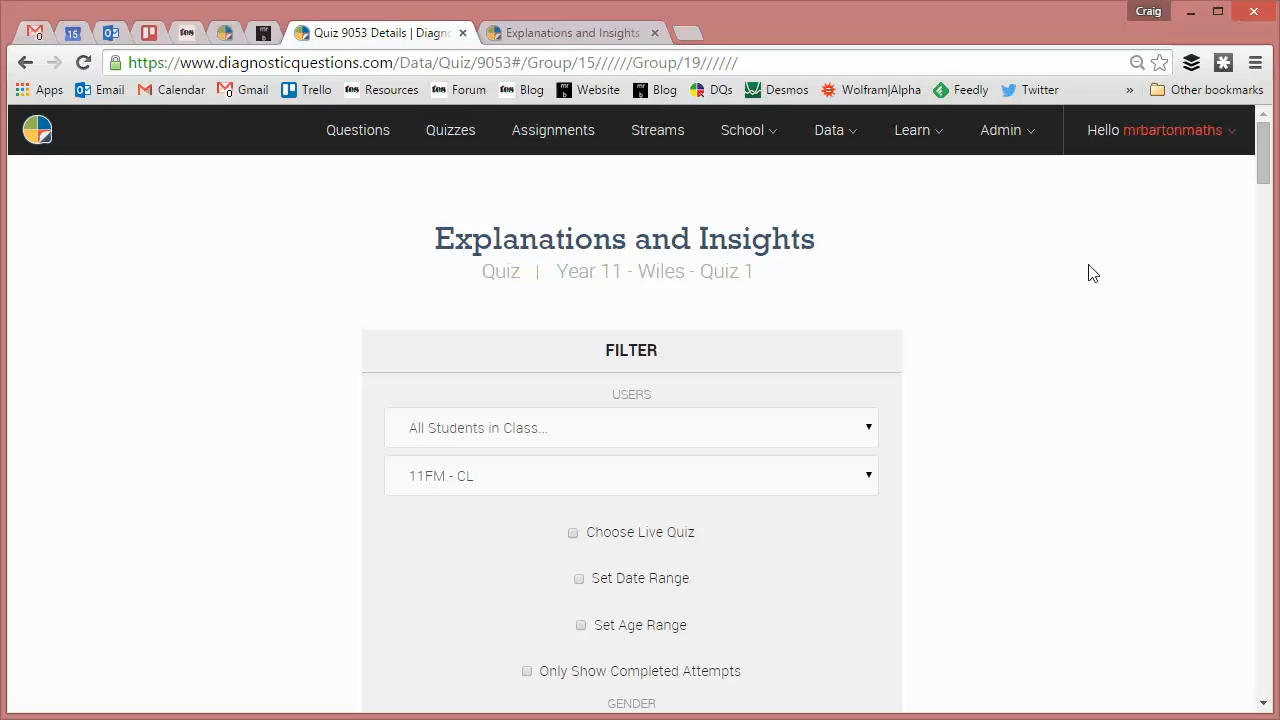 Craig
Quiz 9053 Details | Diagno
Explanations and Insights
https://www.diagnosticquestions.com/Data/Quiz/9053#/Group/15//////Group/19//////
Apps Email Calendar Gmail Trello Resources Forum Blog Website Blog DQs Desmos Wolfram|Alpha Feedly Twitter » Other bookmarks
Questions Quizzes Assignments Streams School Data Learn Admin Hello mrbartonmaths
Explanations and Insights
Quiz | Year 11 - Wiles - Quiz 1
FILTER
USERS
All Students in Class...
11FM - CL
Choose Live Quiz
Set Date Range
Set Age Range
Only Show Completed Attempts
GENDER